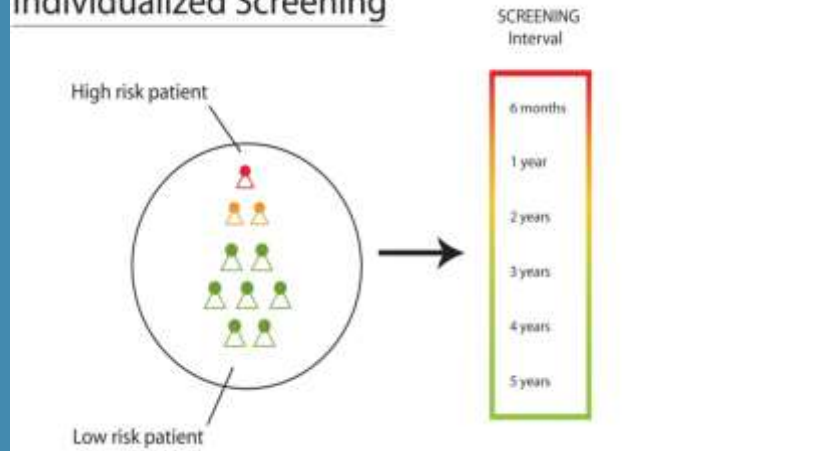 Individualized Screening
SCREENING
Interval
High risk patient
6 months
1 year
2 years
3 years
4 years
5 years
Low risk patient